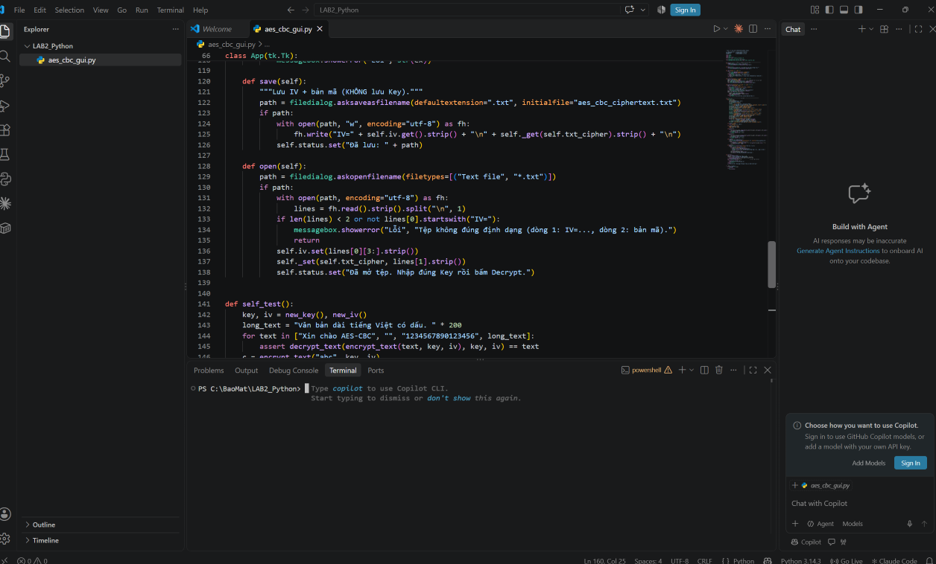 File Edit Selection View Go Run Terminal Help
LAB2_Python
Sign In
Explorer
LAB2_Python
aes_cbc_gui.py
Welcome
aes_cbc_gui.py
aes_cbc_gui.py > ...
66 class App(tk.Tk):
119
120 def save(self):
121 """Lưu IV + bản mã (KHÔNG lưu Key)."""
122 path = filedialog.asksaveasfilename(defaultextension=".txt", initialfile="aes_cbc_ciphertext.txt")
123 if path:
124 with open(path, "w", encoding="utf-8") as fh:
125 fh.write("IV=" + self.iv.get().strip() + "\n" + self._get(self.txt_cipher).strip() + "\n")
126 self.status.set("Đã lưu: " + path)
127
128 def open(self):
129 path = filedialog.askopenfilename(filetypes=[("Text file", "*.txt")])
130 if path:
131 with open(path, encoding="utf-8") as fh:
132 lines = fh.read().strip().split("\n", 1)
133 if len(lines) < 2 or not lines[0].startswith("IV="):
134 messagebox.showerror("Lỗi", "Tệp không đúng định dạng (dòng 1: IV=..., dòng 2: bản mã).")
135 return
136 self.iv.set(lines[0][3:].strip())
137 self._set(self.txt_cipher, lines[1].strip())
138 self.status.set("Đã mở tệp. Nhập đúng Key rồi bấm Decrypt.")
139
140
141 def self_test():
142 key, iv = new_key(), new_iv()
143 long_text = "Văn bản dài tiếng Việt có dấu. " * 200
144 for text in ["Xin chào AES-CBC", "", "1234567890123456", long_text]:
145 assert decrypt_text(encrypt_text(text, key, iv), key, iv) == text
146 c = encrypt_text("abc", key, iv)
Problems Output Debug Console Terminal Ports
powershell
PS C:\BaoMat\LAB2_Python> Type copilot to use Copilot CLI.
Start typing to dismiss or don't show this again.
Chat
Build with Agent
AI responses may be inaccurate
Generate Agent Instructions to onboard AI
onto your codebase.
Choose how you want to use Copilot.
Sign in to use GitHub Copilot models, or
add a model with your own API key.
Add Models Sign In
aes_cbc_gui.py
Chat with Copilot
Agent Models
Copilot
Outline
Timeline
0 0
Ln 160, Col 25 Spaces: 4 UTF-8 CRLF Python Python 3.14.3 Go Live Claude Code